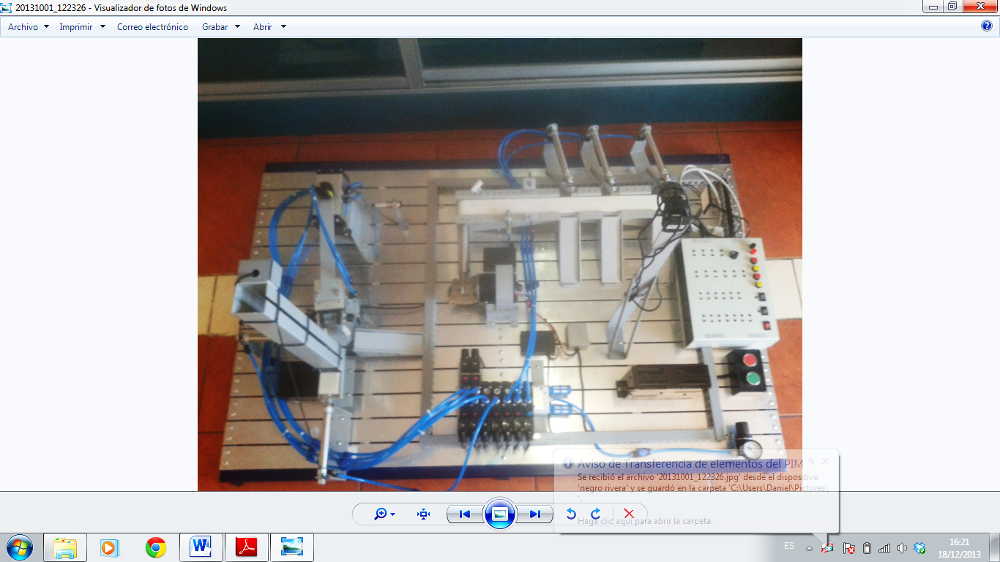 20131001_122326 - Visualizador de fotos de Windows
Archivo Imprimir Correo electrónico Grabar Abrir
Aviso de Transferencia de elementos del PIM
Se recibió el archivo '20131001_122326.jpg' desde el dispositivo
'negro rivera' y se guardó en la carpeta 'C:\Users\Daniel\Pictures\
'.
Haga clic aquí para abrir la carpeta.
ES
16:21
18/12/2013